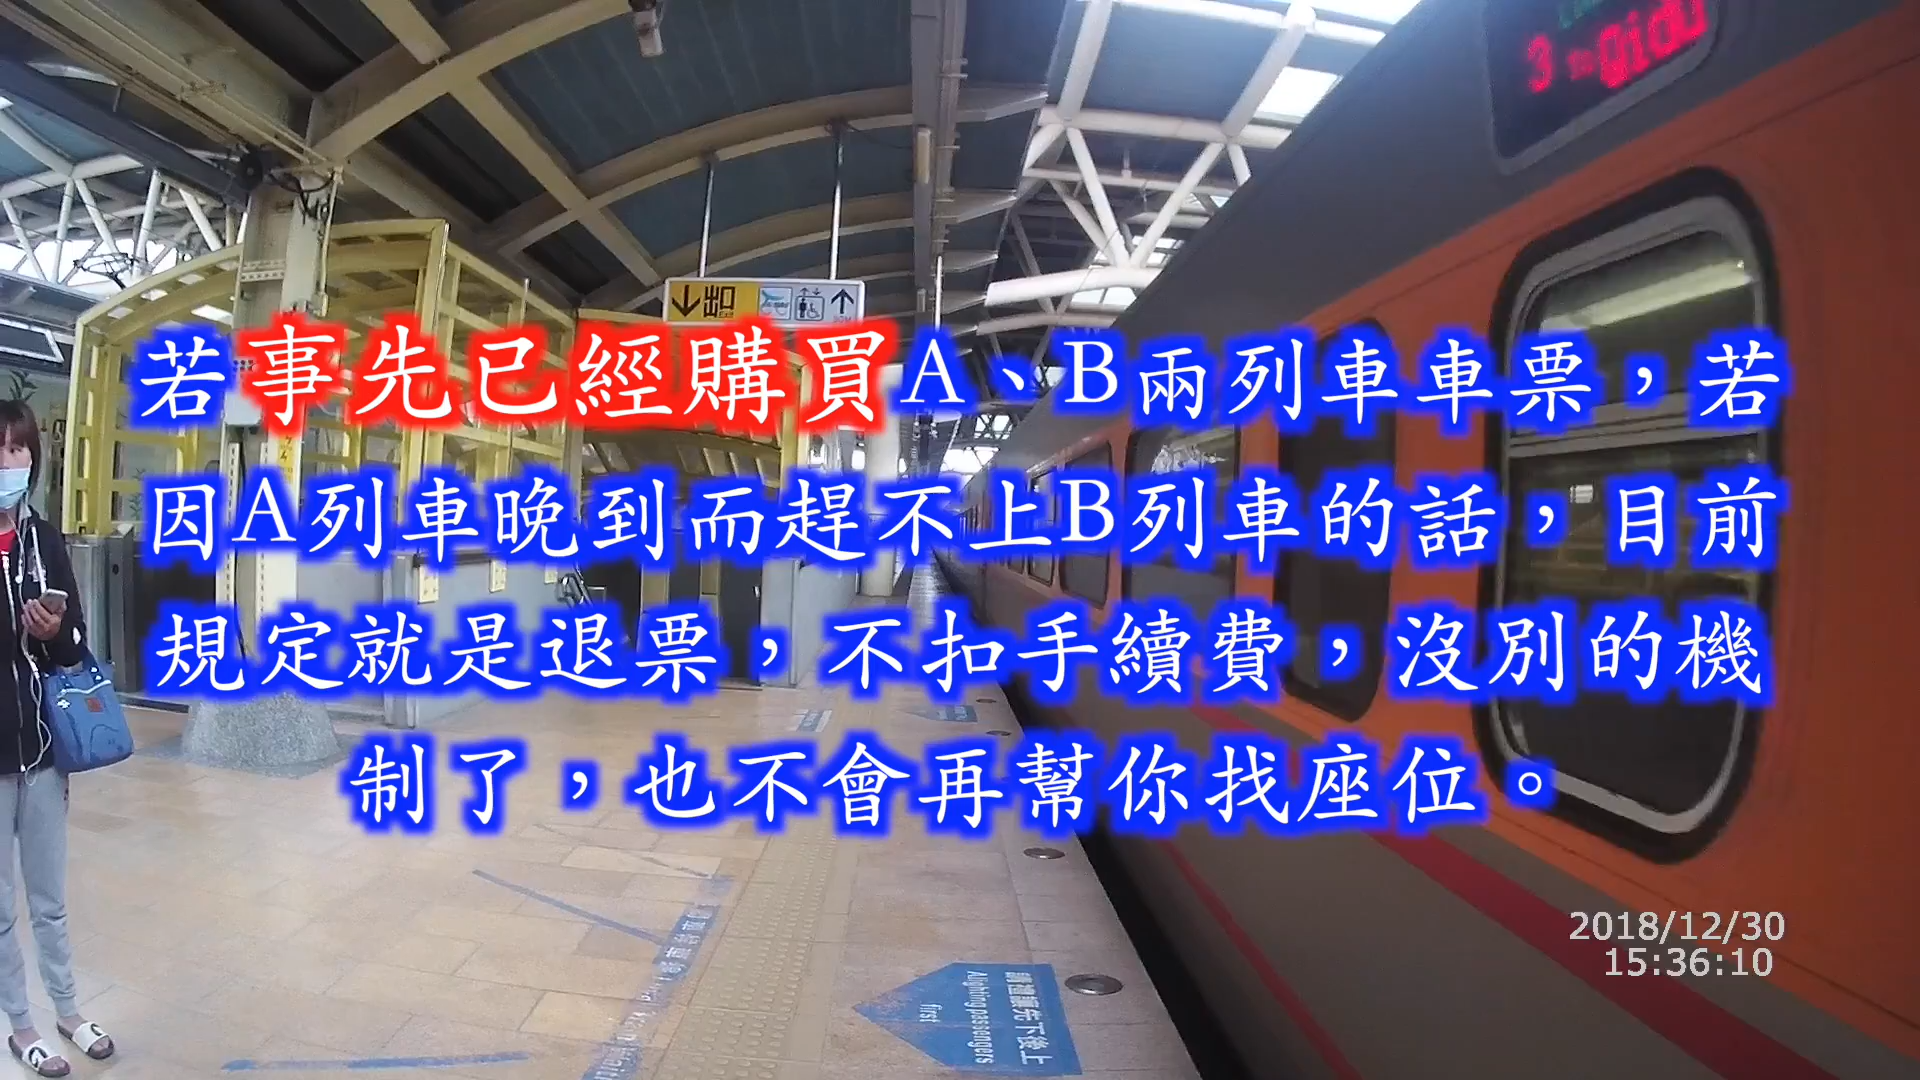 3 To
出口
Exit
若事先已經購買A、B兩列車車票，若
因A列車晚到而趕不上B列車的話，目前
規定就是退票，不扣手續費，沒別的機
制了，也不會再幫你找座位。
2018/12/30
15:36:10
請禮讓先下後上
Alighting passengers
first